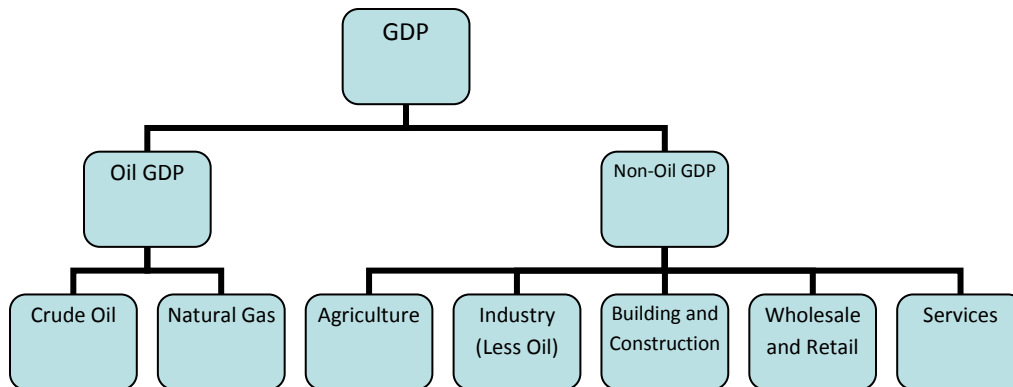 GDP
Oil GDP
Non-Oil GDP
Crude Oil
Natural Gas
Agriculture
Industry
(Less Oil)
Building and
Construction
Wholesale
and Retail
Services